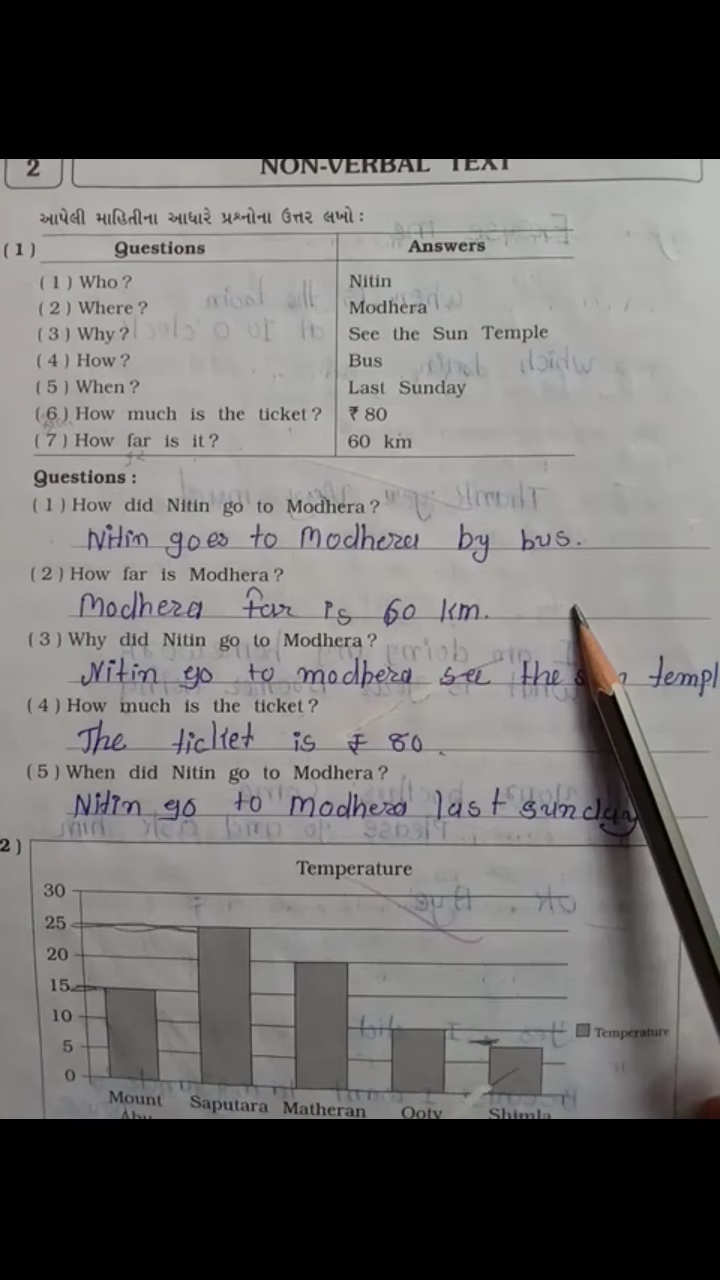 2 NON-VERBAL TEXT
આપેલી માહિતીના આધારે પ્રશ્નોના ઉત્તર લખો :
(1) Questions Answers
(1) Who? Nitin
(2) Where? Modhera
(3) Why? See the Sun Temple
(4) How? Bus
(5) When? Last Sunday
(6) How much is the ticket? ₹ 80
(7) How far is it? 60 km
Questions :
(1) How did Nitin go to Modhera?
Nitin goes to Modhera by bus.
(2) How far is Modhera?
Modhera far is 60 km.
(3) Why did Nitin go to Modhera?
Nitin go to modhera see the templ
(4) How much is the ticket?
The ticket is ₹ 80.
(5) When did Nitin go to Modhera?
Nitin go to modhera last sunday
2)
Temperature
30
25
20
15
10
5
0
Temperature
Mount Saputara Matheran Ooty Shimla
Abu